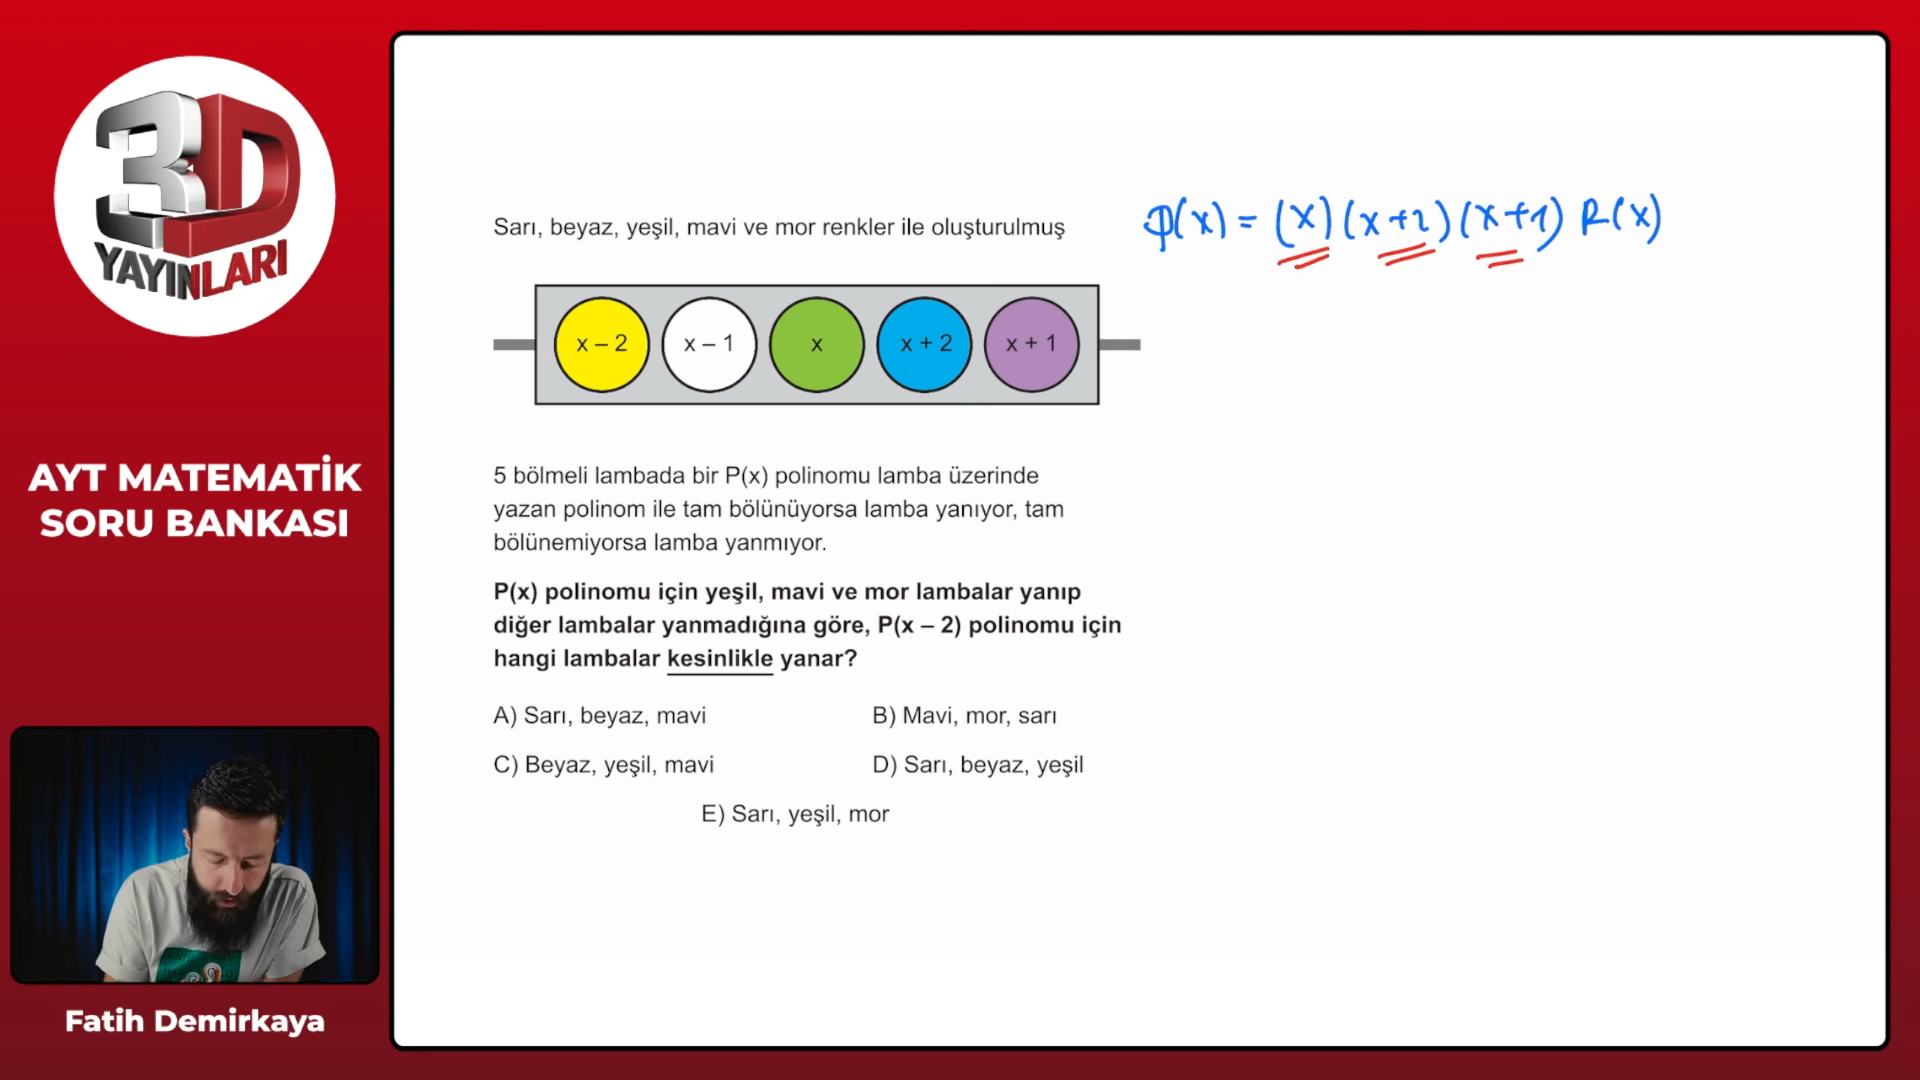 3D
YAYINLARI
AYT MATEMATİK
SORU BANKASI
Fatih Demirkaya
Sarı, beyaz, yeşil, mavi ve mor renkler ile oluşturulmuş
x – 2 x – 1 x x + 2 x + 1
5 bölmeli lambada bir P(x) polinomu lamba üzerinde
yazan polinom ile tam bölünüyorsa lamba yanıyor, tam
bölünemiyorsa lamba yanmıyor.
P(x) polinomu için yeşil, mavi ve mor lambalar yanıp
diğer lambalar yanmadığına göre, P(x – 2) polinomu için
hangi lambalar kesinlikle yanar?
A) Sarı, beyaz, mavi B) Mavi, mor, sarı
C) Beyaz, yeşil, mavi D) Sarı, beyaz, yeşil
E) Sarı, yeşil, mor
P(x) = (x) (x+2) (x+1) R(x)